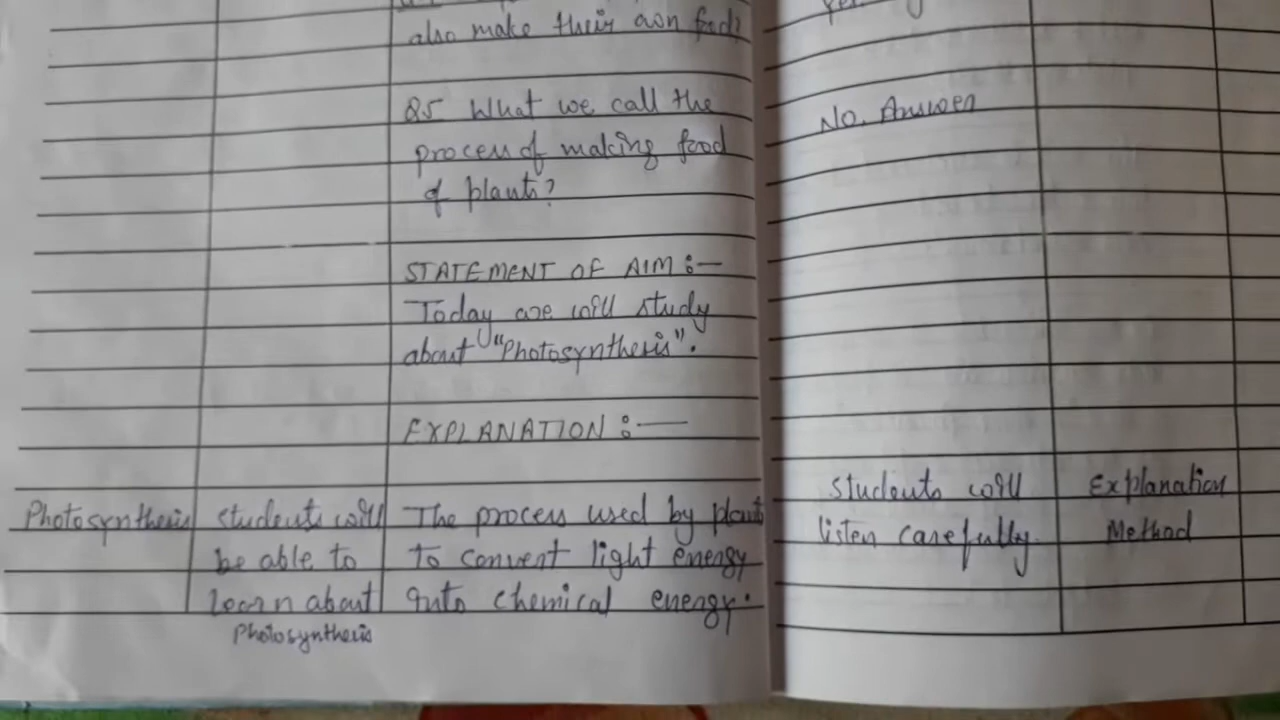 also make their own food?
Q5 What we call the
process of making food
of plants?
No. Answer
STATEMENT OF AIM :—
Today are will study
about "Photosynthesis".
EXPLANATION :—
Photosynthesis
students will
be able to
learn about
Photosynthesis
The process used by plants
to convert light energy
into chemical energy.
students will
listen carefully.
Explanation
Method